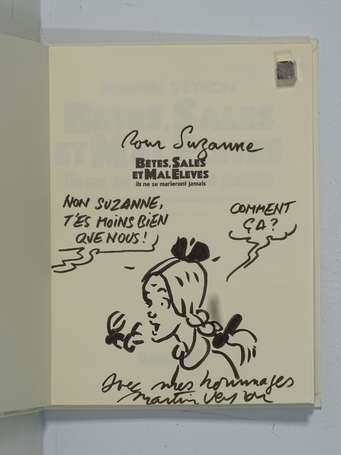 Pour Suzanne
BÊTES, SALES
ET MAL ELEVES
ils ne se marieront jamais
NON SUZANNE,
T'ES MOINS BIEN
QUE NOUS!
COMMENT
ÇA?
Avec mes hommages
Martin Veyron